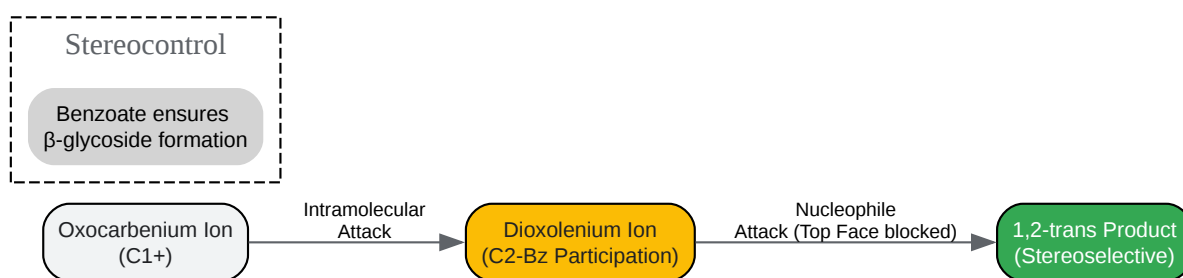 Stereocontrol
Benzoate ensures
β-glycoside formation
Oxocarbenium Ion
(C1+)
Intramolecular
Attack
Dioxolenium Ion
(C2-Bz Participation)
Nucleophile
Attack (Top Face blocked)
1,2-trans Product
(Stereoselective)